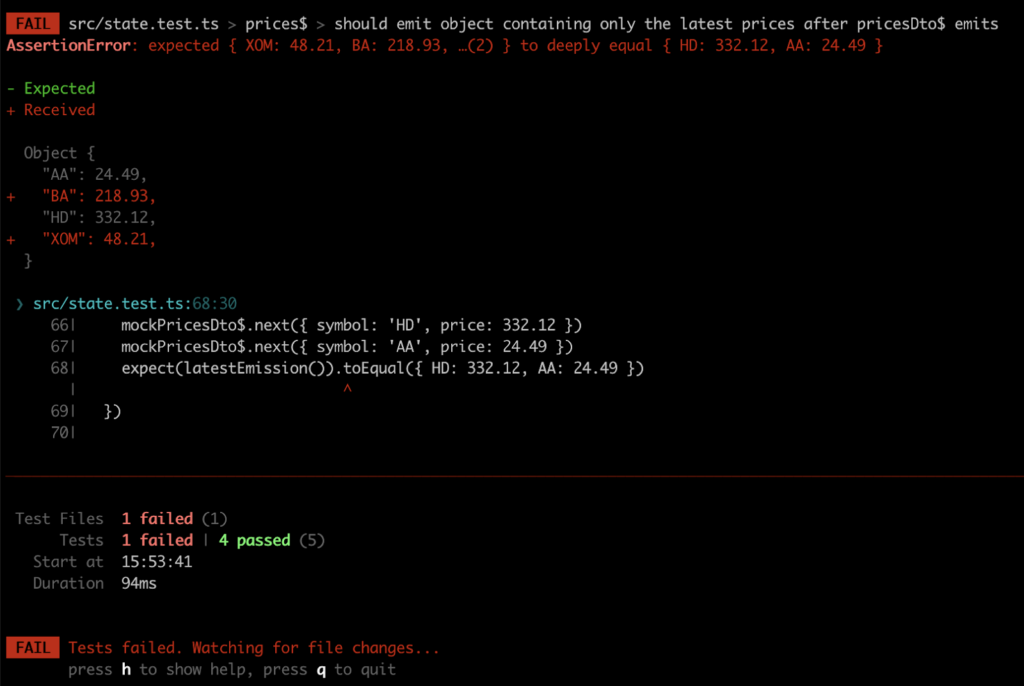 FAIL src/state.test.ts > prices$ > should emit object containing only the latest prices after pricesDto$ emits
AssertionError: expected { XOM: 48.21, BA: 218.93, …(2) } to deeply equal { HD: 332.12, AA: 24.49 }
- Expected
+ Received
Object {
"AA": 24.49,
+ "BA": 218.93,
"HD": 332.12,
+ "XOM": 48.21,
}
❯ src/state.test.ts:68:30
66| mockPricesDto$.next({ symbol: 'HD', price: 332.12 })
67| mockPricesDto$.next({ symbol: 'AA', price: 24.49 })
68| expect(latestEmission()).toEqual({ HD: 332.12, AA: 24.49 })
| ^
69| })
70|
Test Files 1 failed (1)
Tests 1 failed | 4 passed (5)
Start at 15:53:41
Duration 94ms
FAIL Tests failed. Watching for file changes...
press h to show help, press q to quit